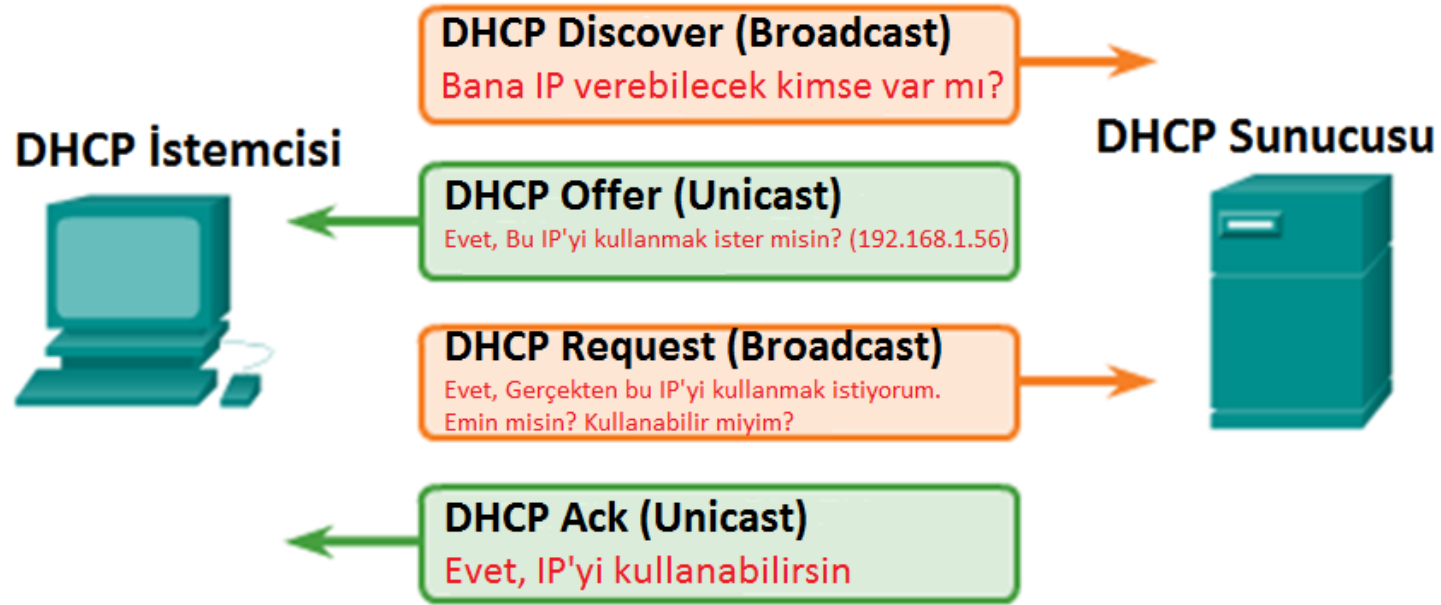 DHCP Discover (Broadcast)
Bana IP verebilecek kimse var mı?
DHCP İstemcisi
DHCP Sunucusu
DHCP Offer (Unicast)
Evet, Bu IP'yi kullanmak ister misin? (192.168.1.56)
DHCP Request (Broadcast)
Evet, Gerçekten bu IP'yi kullanmak istiyorum.
Emin misin? Kullanabilir miyim?
DHCP Ack (Unicast)
Evet, IP'yi kullanabilirsin